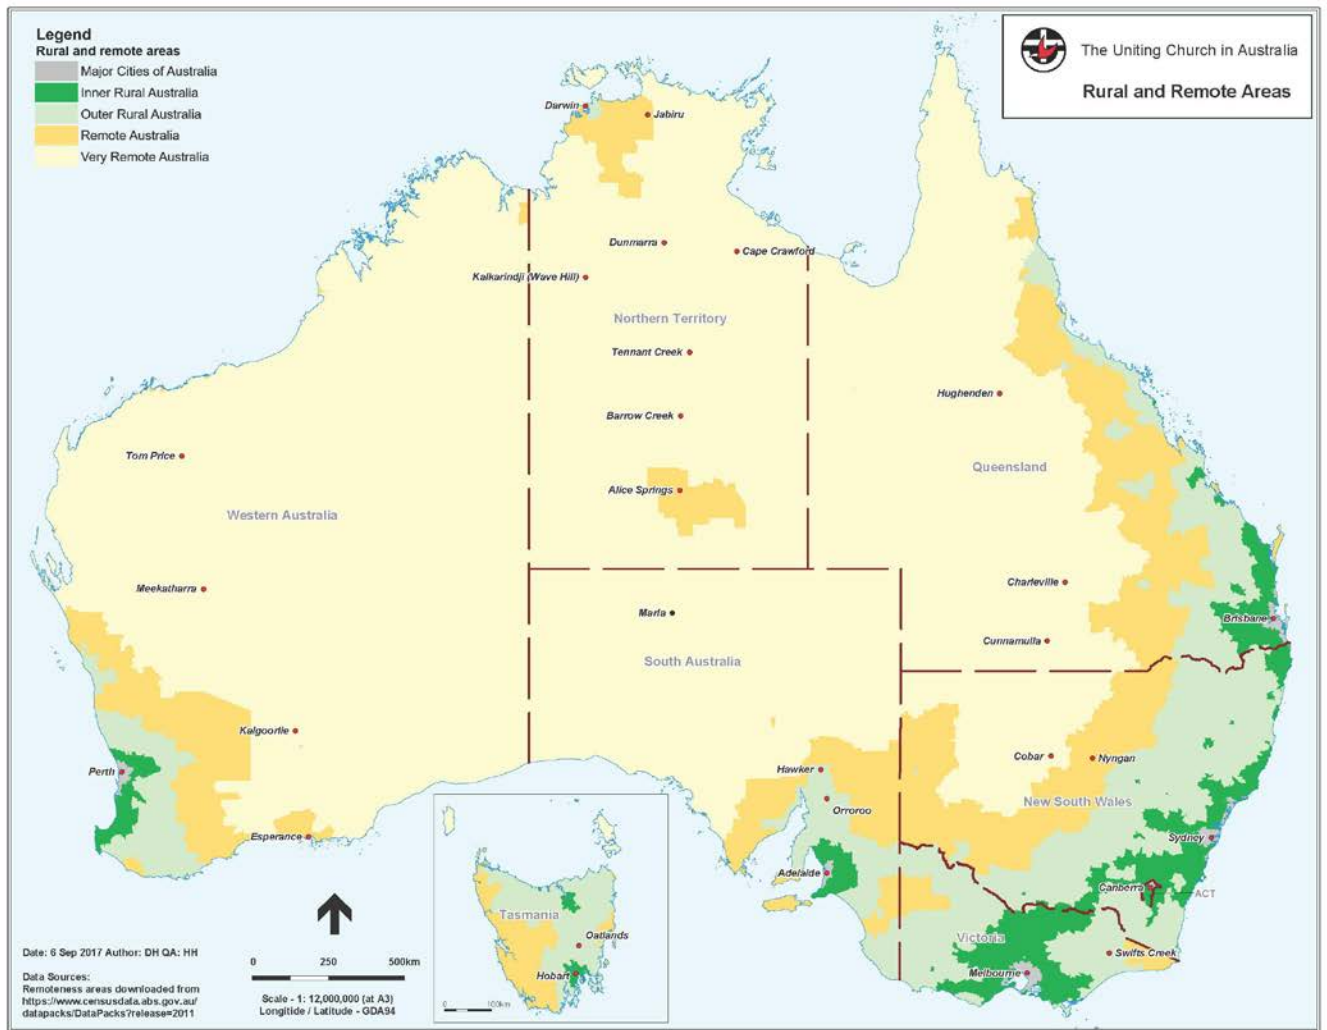 Legend
Rural and remote areas
Major Cities of Australia
Inner Rural Australia
Outer Rural Australia
Remote Australia
Very Remote Australia
The Uniting Church in Australia
Rural and Remote Areas
Darwin
Jabiru
Dunmarra
Cape Crawford
Kalkarindji (Wave Hill)
Northern Territory
Tennant Creek
Hughenden
Barrow Creek
Tom Price
Queensland
Alice Springs
Western Australia
Charleville
Meekatharra
Marla
Brisbane
Cunnamulla
South Australia
Kalgoorlie
Cobar
Nyngan
Perth
Hawker
New South Wales
Orroroo
Esperance
Sydney
Adelaide
Canberra
ACT
Tasmania
Oatlands
Victoria
Swifts Creek
Hobart
Melbourne
Date: 6 Sep 2017 Author: DH QA: HH
Data Sources:
Remoteness areas downloaded from
https://www.censusdata.abs.gov.au/
datapacks/DataPacks?release=2011
0 250 500km
Scale - 1: 12,000,000 (at A3)
Longitide / Latitude - GDA94
0 100km